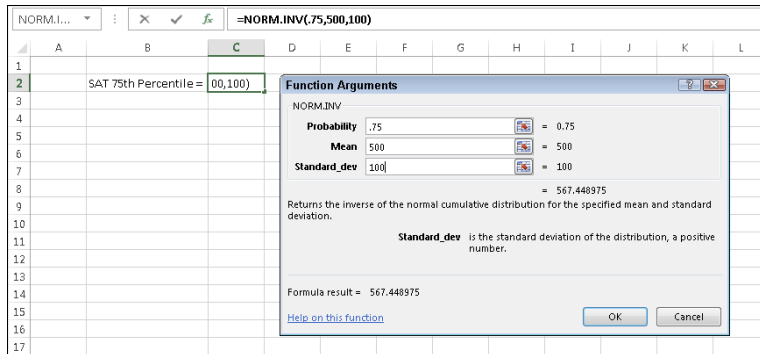 NORM.I... fx =NORM.INV(.75,500,100)
A B C D E F G H I J K L
1
2 SAT 75th Percentile = 00,100)
3
4
5
6
7
8
9
10
11
12
13
14
15
16
17
Function Arguments
NORM.INV
Probability .75 = 0.75
Mean 500 = 500
Standard_dev 100 = 100
= 567.448975
Returns the inverse of the normal cumulative distribution for the specified mean and standard
deviation.
Standard_dev is the standard deviation of the distribution, a positive
number.
Formula result = 567.448975
Help on this function OK Cancel